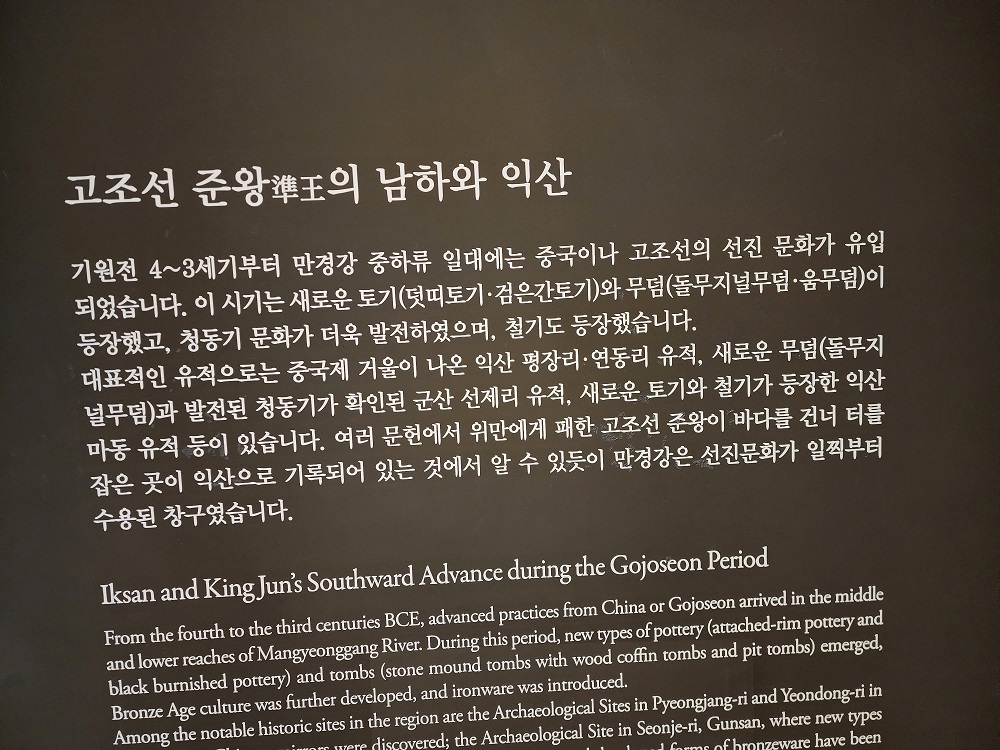 고조선 준왕準王의 남하와 익산
기원전 4~3세기부터 만경강 중하류 일대에는 중국이나 고조선의 선진 문화가 유입
되었습니다. 이 시기는 새로운 토기(덧띠토기·검은간토기)와 무덤(돌무지널무덤·움무덤)이
등장했고, 청동기 문화가 더욱 발전하였으며, 철기도 등장했습니다.
대표적인 유적으로는 중국제 거울이 나온 익산 평장리·연동리 유적, 새로운 무덤(돌무지
널무덤)과 발전된 청동기가 확인된 군산 선제리 유적, 새로운 토기와 철기가 등장한 익산
마동 유적 등이 있습니다. 여러 문헌에서 위만에게 패한 고조선 준왕이 바다를 건너 터를
잡은 곳이 익산으로 기록되어 있는 것에서 알 수 있듯이 만경강은 선진문화가 일찍부터
수용된 창구였습니다.
Iksan and King Jun's Southward Advance during the Gojoseon Period
From the fourth to the third centuries BCE, advanced practices from China or Gojoseon arrived in the middle
and lower reaches of Mangyeonggang River. During this period, new types of pottery (attached-rim pottery and
black burnished pottery) and tombs (stone mound tombs with wood coffin tombs and pit tombs) emerged,
Bronze Age culture was further developed, and ironware was introduced.
Among the notable historic sites in the region are the Archaeological Sites in Pyeongjang-ri and Yeondong-ri in
mirrors were discovered; the Archaeological Site in Seonje-ri, Gunsan, where new types
forms of bronzeware have been